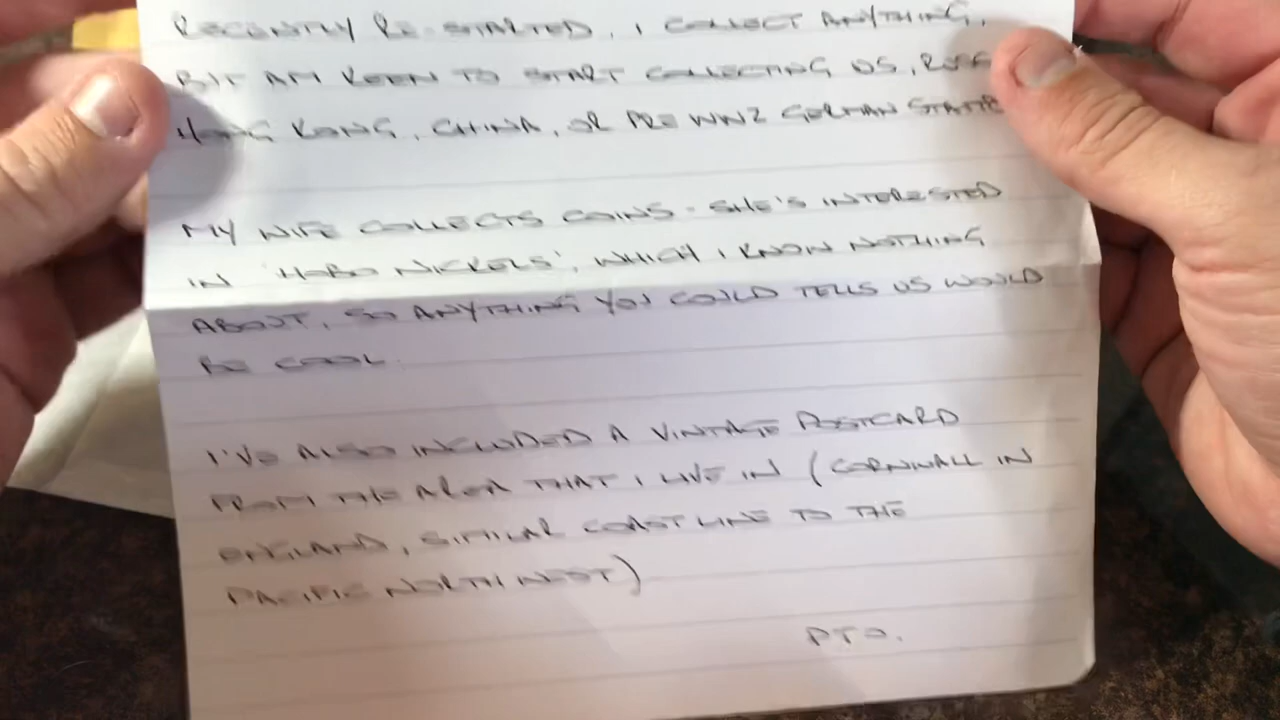 RECENTLY RE-STARTED, I COLLECT ANYTHING,
BUT AM KEEN TO START COLLECTING US,
HONG KONG, CHINA, OR PRE WW2 GERMAN
MY WIFE COLLECTS COINS - SHE'S INTERESTED
IN 'HOBO NICKELS', WHICH I KNOW NOTHING
ABOUT, SO ANYTHING YOU COULD TELLS US WOULD
BE COOL.
I'VE ALSO INCLUDED A VINTAGE POSTCARD
FROM THE AREA THAT I LIVE IN (CORNWALL IN
ENGLAND, SIMILAR COASTLINE TO THE
PACIFIC NORTH WEST)
PTO.